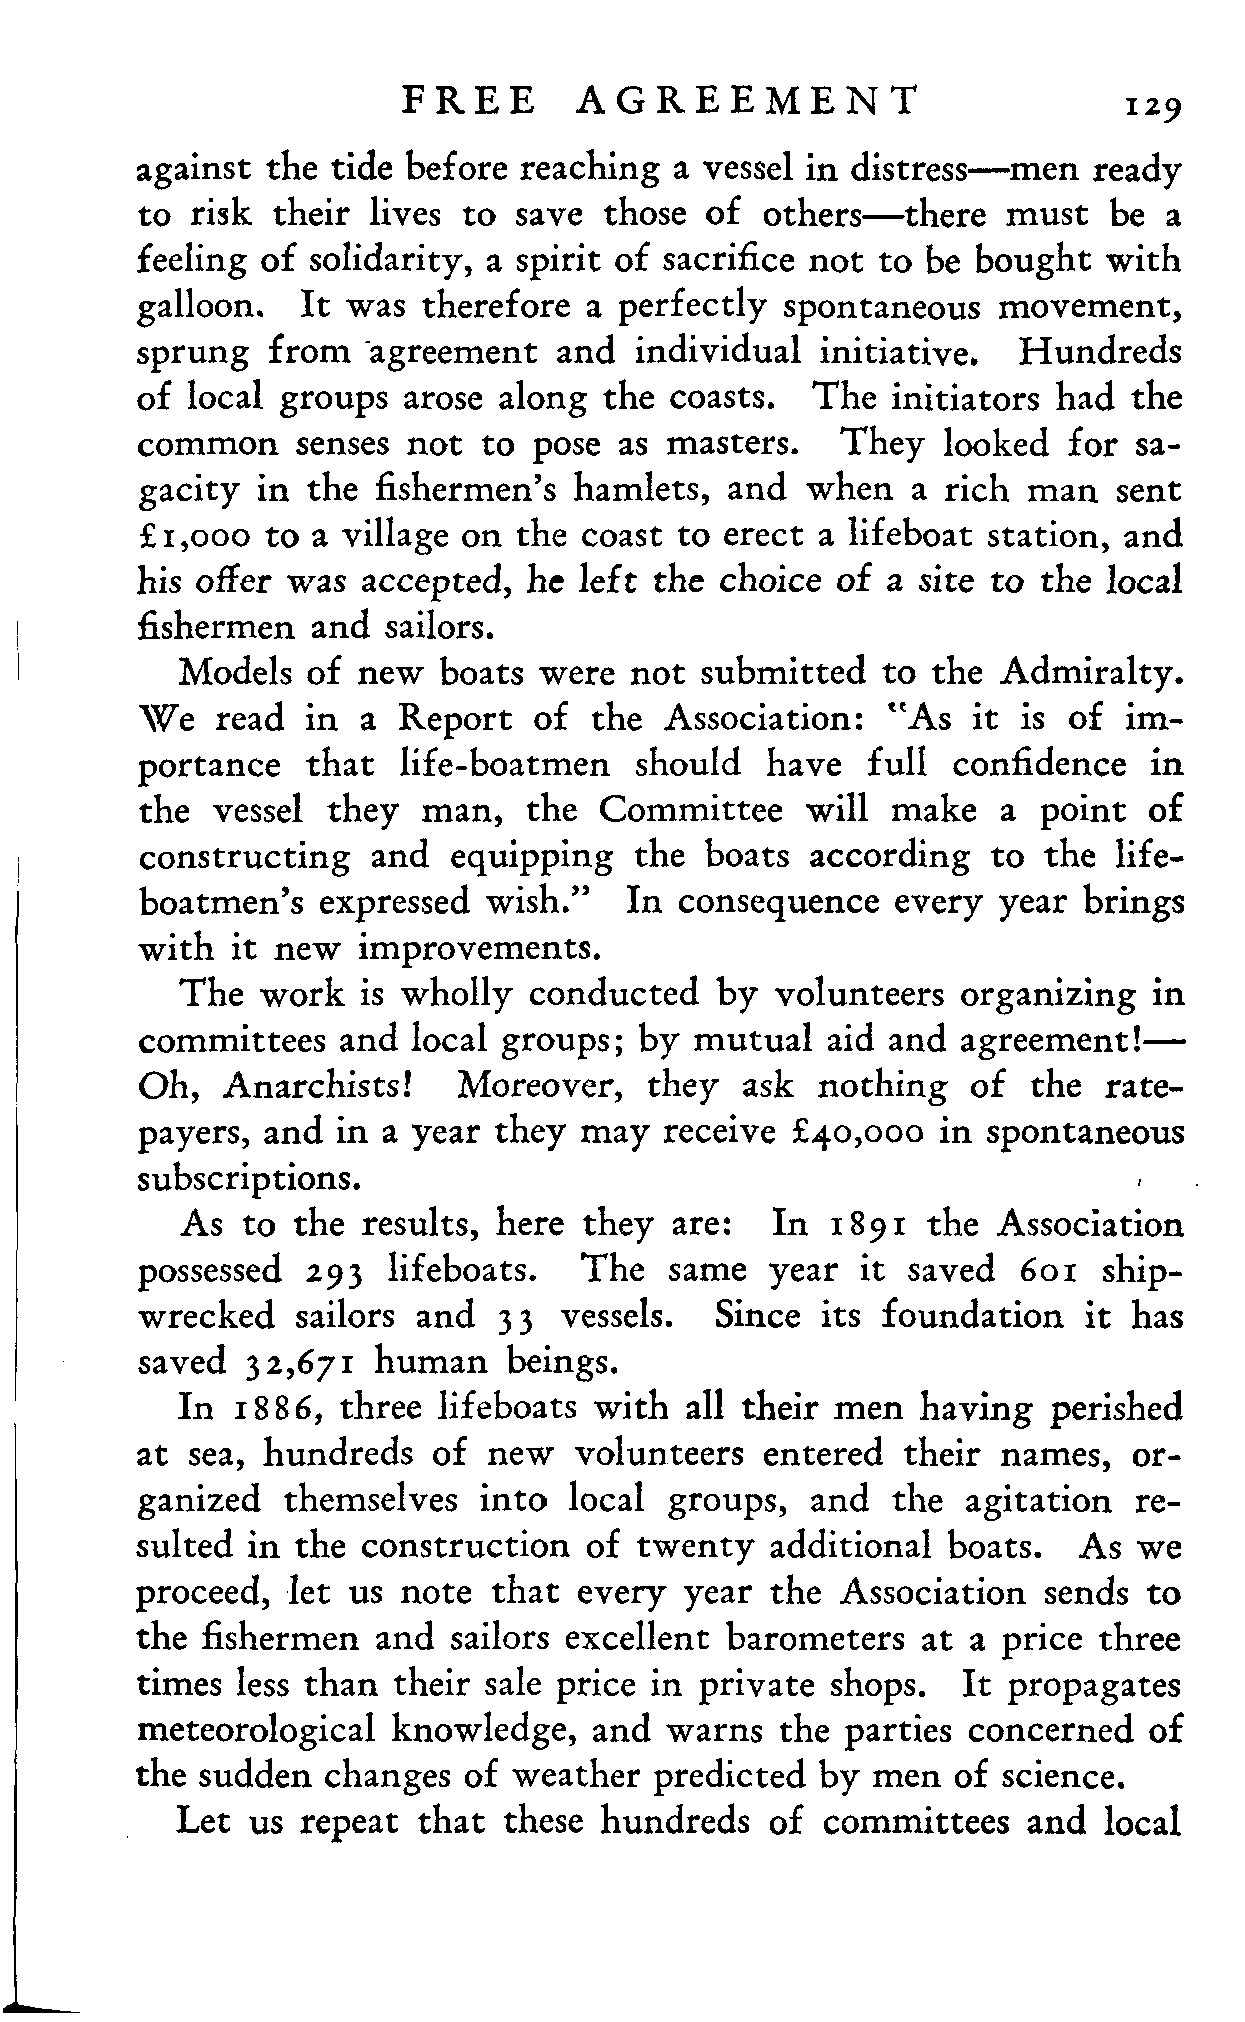 FREE AGREEMENT 129
against the tide before reaching a vessel in distress—men ready
to risk their lives to save those of others—there must be a
feeling of solidarity, a spirit of sacrifice not to be bought with
galloon. It was therefore a perfectly spontaneous movement,
sprung from agreement and individual initiative. Hundreds
of local groups arose along the coasts. The initiators had the
common senses not to pose as masters. They looked for sa-
gacity in the fishermen's hamlets, and when a rich man sent
£1,000 to a village on the coast to erect a lifeboat station, and
his offer was accepted, he left the choice of a site to the local
fishermen and sailors.
Models of new boats were not submitted to the Admiralty.
We read in a Report of the Association: "As it is of im-
portance that life-boatmen should have full confidence in
the vessel they man, the Committee will make a point of
constructing and equipping the boats according to the life-
boatmen's expressed wish." In consequence every year brings
with it new improvements.
The work is wholly conducted by volunteers organizing in
committees and local groups; by mutual aid and agreement!—
Oh, Anarchists! Moreover, they ask nothing of the rate-
payers, and in a year they may receive £40,000 in spontaneous
subscriptions.
As to the results, here they are: In 1891 the Association
possessed 293 lifeboats. The same year it saved 601 ship-
wrecked sailors and 33 vessels. Since its foundation it has
saved 32,671 human beings.
In 1886, three lifeboats with all their men having perished
at sea, hundreds of new volunteers entered their names, or-
ganized themselves into local groups, and the agitation re-
sulted in the construction of twenty additional boats. As we
proceed, let us note that every year the Association sends to
the fishermen and sailors excellent barometers at a price three
times less than their sale price in private shops. It propagates
meteorological knowledge, and warns the parties concerned of
the sudden changes of weather predicted by men of science.
Let us repeat that these hundreds of committees and local